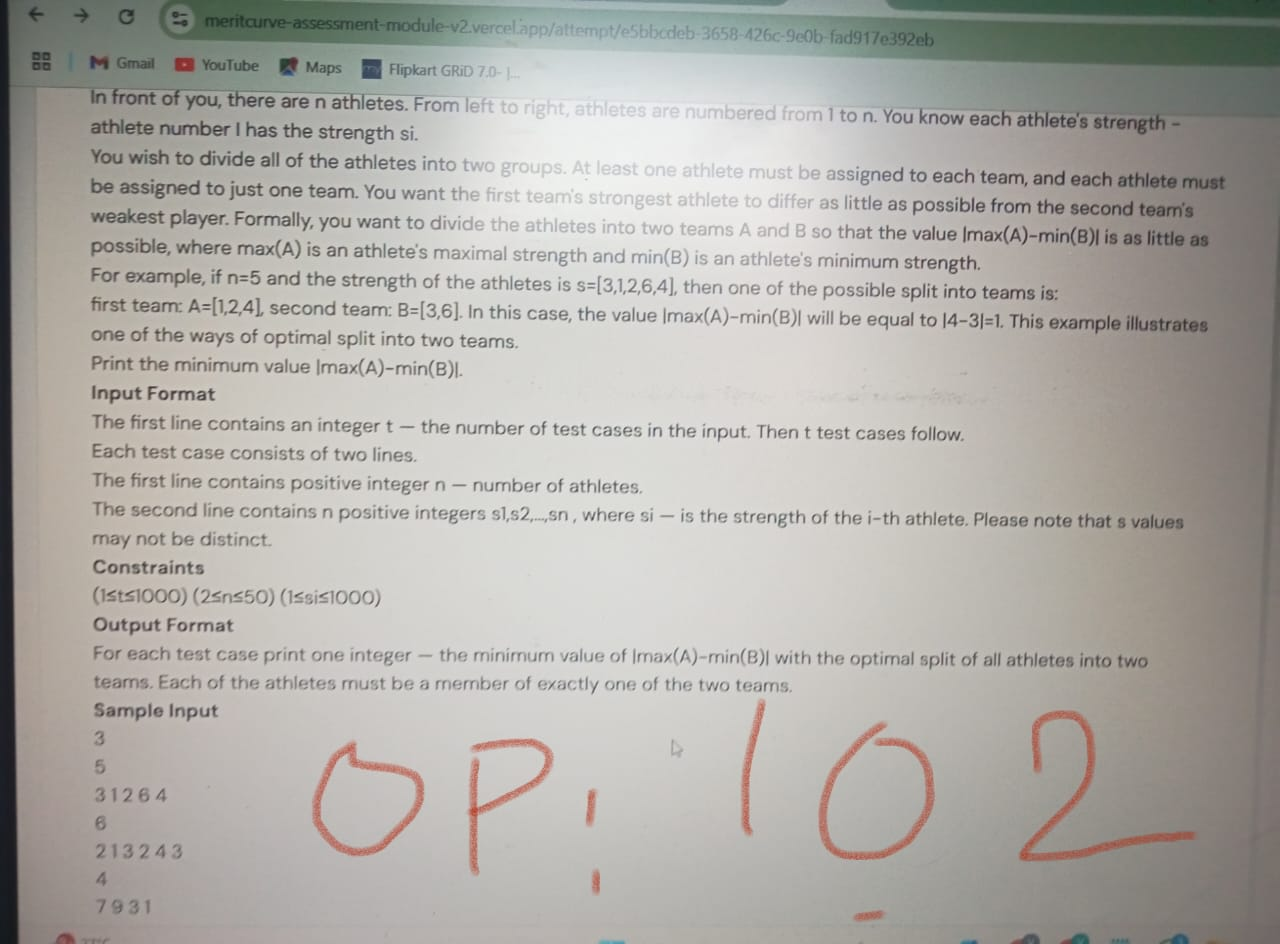 meritcurve-assessment-module-v2.vercel.app/attempt/e5bbcdeb-3658-426c-9e0b-fad917e392eb
Gmail YouTube Maps Flipkart GRiD 7.0- |...
In front of you, there are n athletes. From left to right, athletes are numbered from 1 to n. You know each athlete's strength –
athlete number I has the strength si.
You wish to divide all of the athletes into two groups. At least one athlete must be assigned to each team, and each athlete must
be assigned to just one team. You want the first team's strongest athlete to differ as little as possible from the second team's
weakest player. Formally, you want to divide the athletes into two teams A and B so that the value |max(A)–min(B)| is as little as
possible, where max(A) is an athlete's maximal strength and min(B) is an athlete's minimum strength.
For example, if n=5 and the strength of the athletes is s=[3,1,2,6,4], then one of the possible split into teams is:
first team: A=[1,2,4], second team: B=[3,6]. In this case, the value |max(A)–min(B)| will be equal to |4–3|=1. This example illustrates
one of the ways of optimal split into two teams.
Print the minimum value |max(A)–min(B)|.
Input Format
The first line contains an integer t — the number of test cases in the input. Then t test cases follow.
Each test case consists of two lines.
The first line contains positive integer n — number of athletes.
The second line contains n positive integers s1,s2,...,sn , where si — is the strength of the i-th athlete. Please note that s values
may not be distinct.
Constraints
(1≤t≤1000) (2≤n≤50) (1≤si≤1000)
Output Format
For each test case print one integer — the minimum value of |max(A)–min(B)| with the optimal split of all athletes into two
teams. Each of the athletes must be a member of exactly one of the two teams.
Sample Input
3
5
3 1 2 6 4
6
2 1 3 2 4 3
4
7 9 3 1
OP: 1 0 2